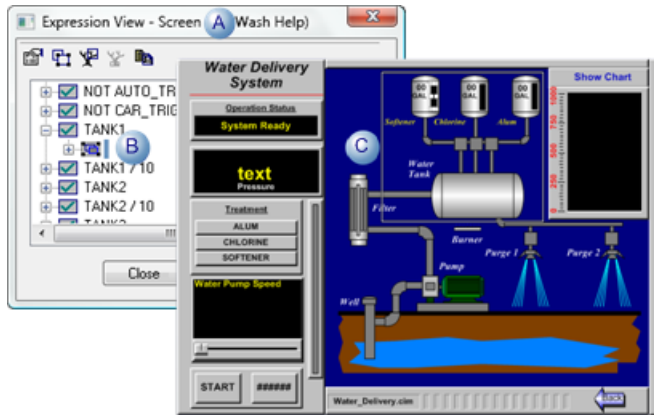 Expression View - Screen A Wash Help)
NOT AUTO_TR
NOT CAR_TRIG
TANK1
B
TANK1 / 10
TANK2
TANK2 / 10
Close
Water Delivery
System
Operation Status
System Ready
text
Pressure
Treatment
ALUM
CHLORINE
SOFTENER
Water Pump Speed
START
######
00
GAL
00
GAL
00
GAL
Softener
Chlorine
Alum
C
Water
Tank
Filter
Burner
Purge 1
Purge 2
Pump
Well
Show Chart
1000
750
500
250
0
Water_Delivery.cim
Back